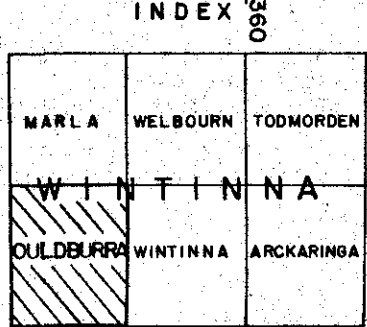 INDEX
360
MARLA WELBOURN TODMORDEN
WINTINNA
OULDBURRA WINTINNA ARCKARINGA